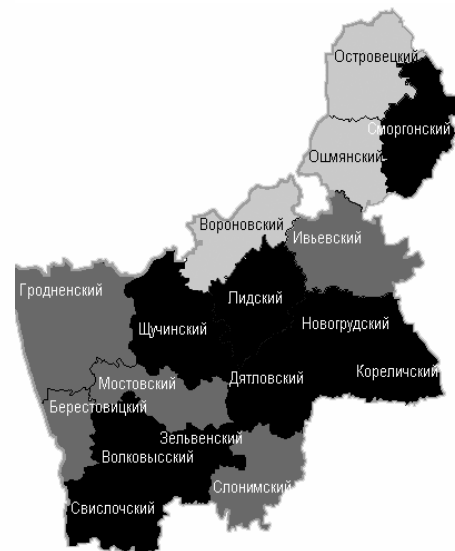 Островецкий
Сморгонский
Ошмянский
Вороновский
Ивьевский
Гродненский
Лидский
Щучинский
Новогрудский
Кореличский
Мостовский
Дятловский
Берестовицкий
Зельвенский
Волковысский
Слонимский
Свислочский